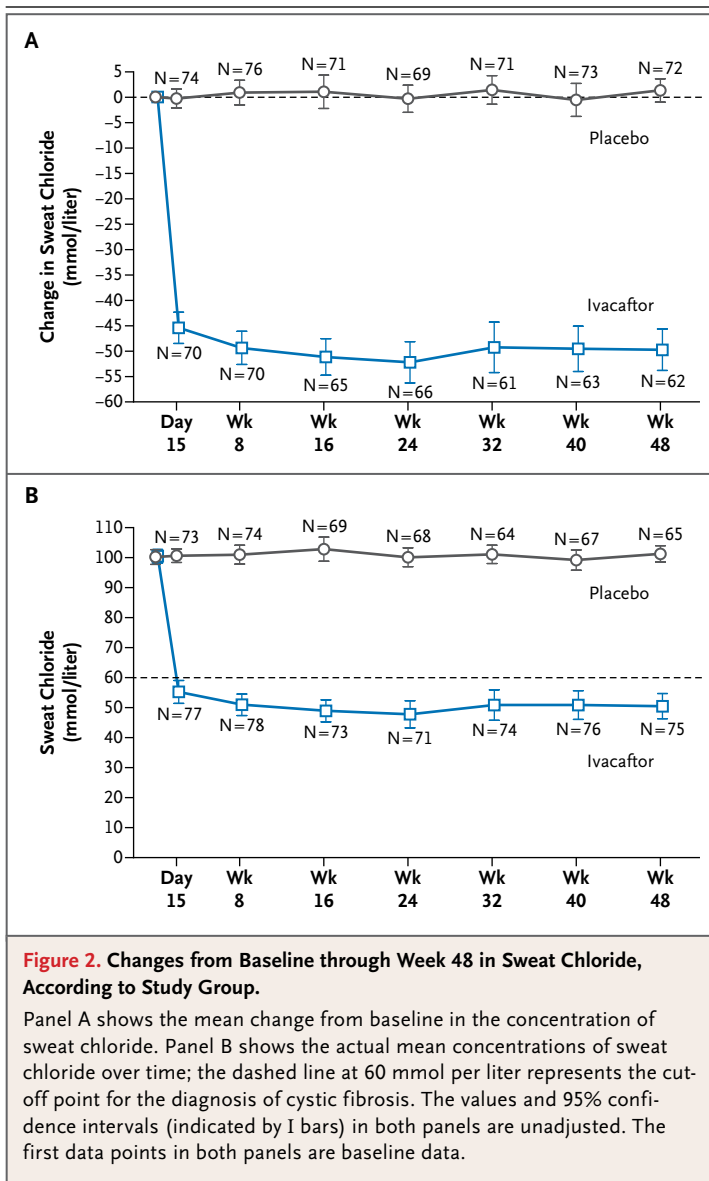 A
Change in Sweat Chloride
(mmol/liter)
5
0
–5
–10
–15
–20
–25
–30
–35
–40
–45
–50
–55
–60
N=74
N=76
N=71
N=69
N=71
N=73
N=72
Placebo
Ivacaftor
N=70
N=70
N=65
N=66
N=61
N=63
N=62
Day Wk Wk Wk Wk Wk Wk
15 8 16 24 32 40 48
B
Sweat Chloride
(mmol/liter)
110
100
90
80
70
60
50
40
30
20
10
0
N=73
N=74
N=69
N=68
N=64
N=67
N=65
Placebo
N=77
N=78
N=73
N=71
N=74
N=76
N=75
Ivacaftor
Day Wk Wk Wk Wk Wk Wk
15 8 16 24 32 40 48
Figure 2. Changes from Baseline through Week 48 in Sweat Chloride,
According to Study Group.
Panel A shows the mean change from baseline in the concentration of
sweat chloride. Panel B shows the actual mean concentrations of sweat
chloride over time; the dashed line at 60 mmol per liter represents the cut-
off point for the diagnosis of cystic fibrosis. The values and 95% confi-
dence intervals (indicated by I bars) in both panels are unadjusted. The
first data points in both panels are baseline data.